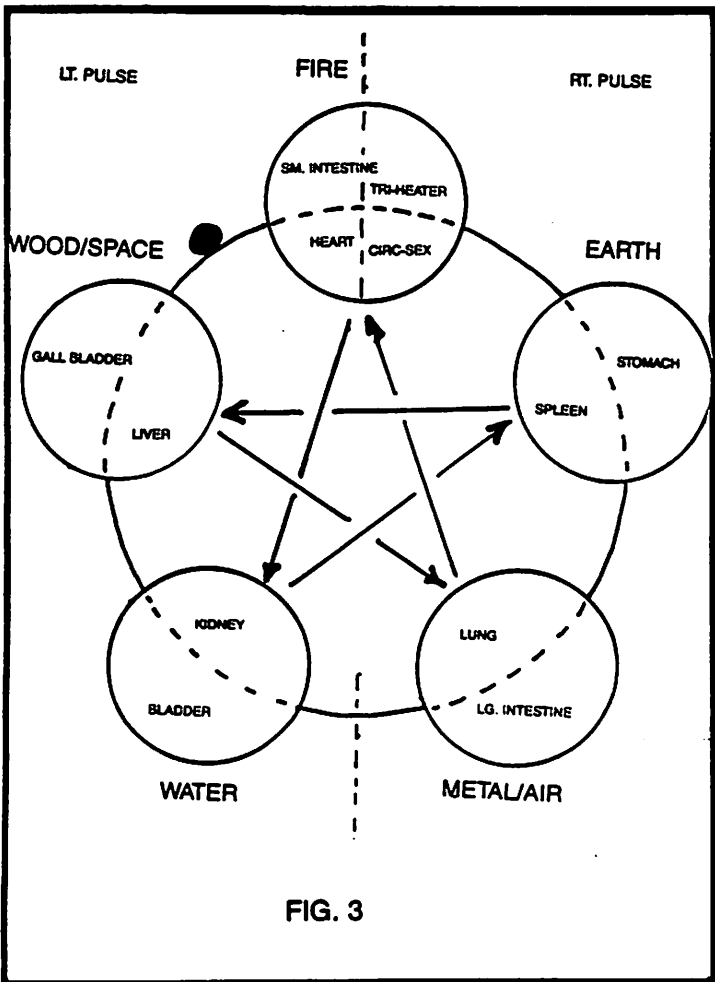 LT. PULSE
FIRE
RT. PULSE
SM. INTESTINE
TRI-HEATER
HEART
CIRC-SEX
WOOD/SPACE
EARTH
GALL BLADDER
STOMACH
LIVER
SPLEEN
KIDNEY
LUNG
BLADDER
LG. INTESTINE
WATER
METAL/AIR
FIG. 3